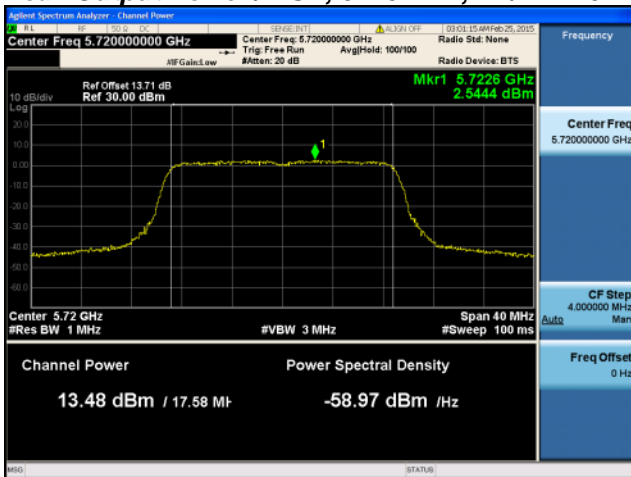 Agilent Spectrum Analyzer - Channel Power
RL RF 50 Ω DC SENSE:INT ALIGN OFF 03:01:15 AM Feb 25, 2015
Center Freq 5.720000000 GHz
Center Freq: 5.720000000 GHz
Radio Std: None
Trig: Free Run Avg|Hold: 100/100
#IFGain:Low #Atten: 20 dB Radio Device: BTS
Frequency
Mkr1 5.7226 GHz
2.5444 dBm
Ref Offset 13.71 dB
10 dB/div Ref 30.00 dBm
Log
20.0
10.0
0.00
-10.0
-20.0
-30.0
-40.0
-50.0
-60.0
1
Center Freq
5.720000000 GHz
Center 5.72 GHz Span 40 MHz
#Res BW 1 MHz #VBW 3 MHz #Sweep 100 ms
CF Step
4.000000 MHz
Auto Man
Channel Power Power Spectral Density
13.48 dBm / 17.58 MH -58.97 dBm /Hz
Freq Offset
0 Hz
MSG STATUS